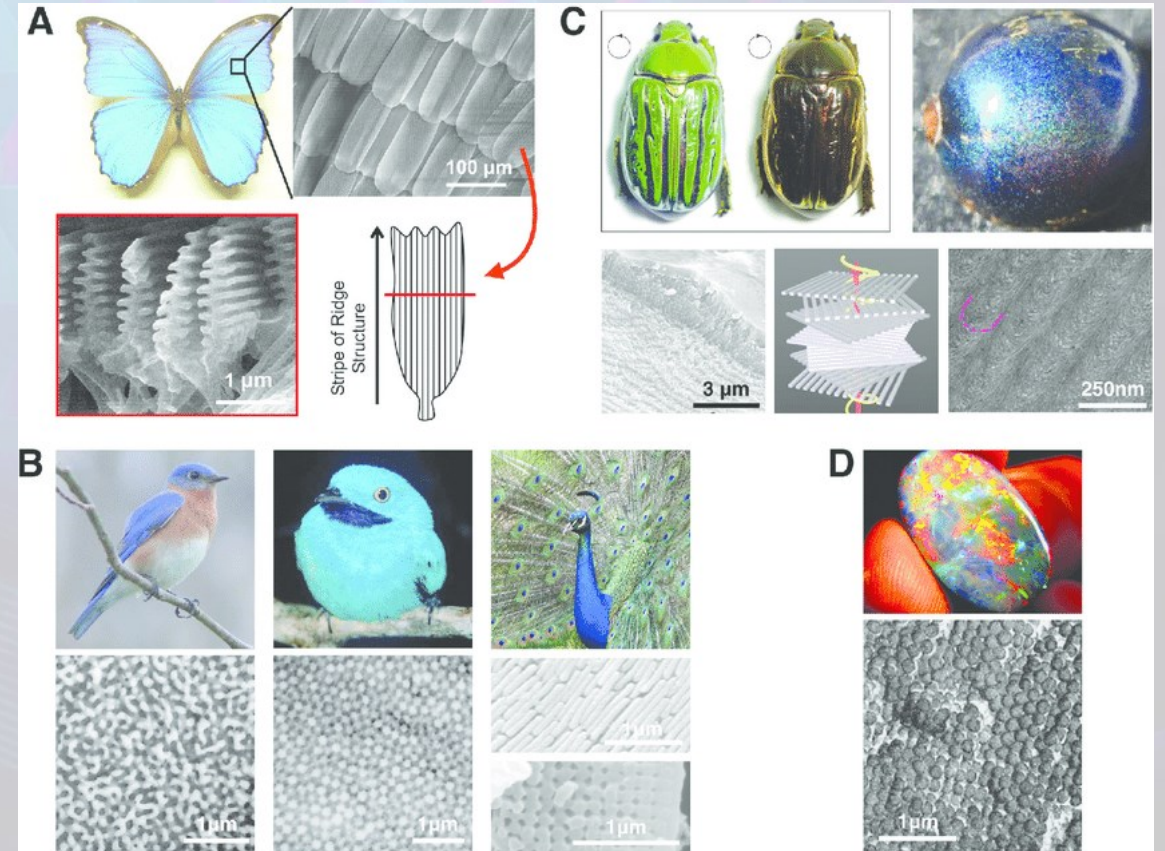 A
100 µm
1 µm
Stripe of Ridge
Structure
C
3 µm
250nm
B
1µm
1µm
1µm
1µm
D
1µm